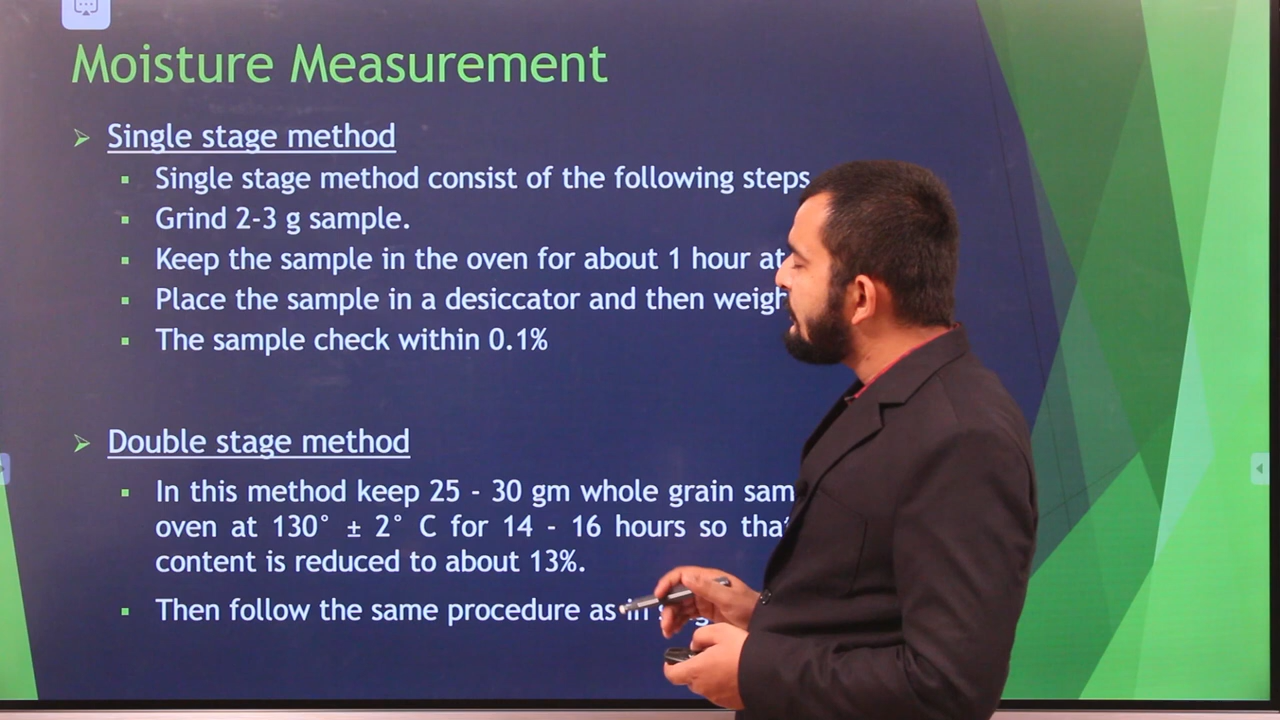 Moisture Measurement
Single stage method
Single stage method consist of the following steps
Grind 2-3 g sample.
Keep the sample in the oven for about 1 hour at
Place the sample in a desiccator and then weigh
The sample check within 0.1%
Double stage method
In this method keep 25 - 30 gm whole grain
oven at 130° ± 2° C for 14 - 16 hours so that
content is reduced to about 13%.
Then follow the same procedure as in